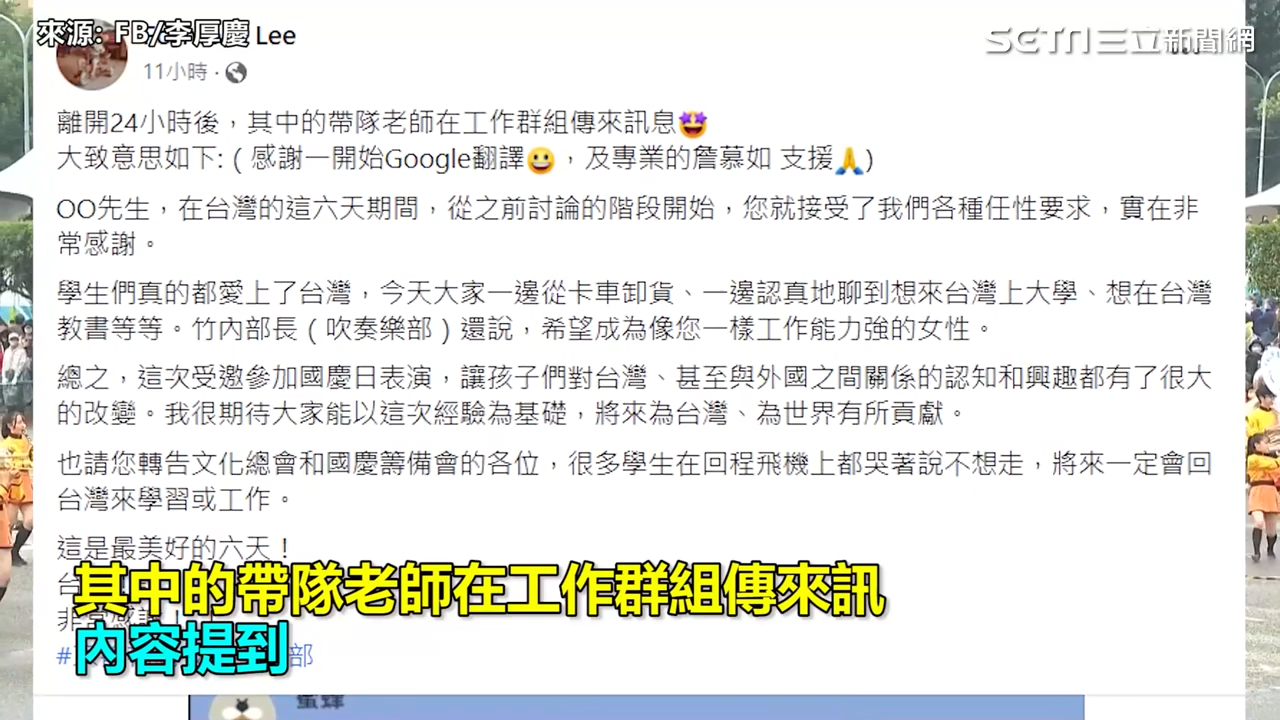 來源: FB/李厚慶 Lee
SETN三立新聞網
11小時 ·
離開24小時後，其中的帶隊老師在工作群組傳來訊息🤩
大致意思如下:（感謝一開始Google翻譯😀，及專業的詹慕如 支援🙏)
OO先生，在台灣的這六天期間，從之前討論的階段開始，您就接受了我們各種任性要求，實在非
常感謝。
學生們真的都愛上了台灣，今天大家一邊從卡車卸貨、一邊認真地聊到想來台灣上大學、想在台灣
教書等等。竹內部長（吹奏樂部）還說，希望成為像您一樣工作能力強的女性。
總之，這次受邀參加國慶日表演，讓孩子們對台灣、甚至與外國之間關係的認知和興趣都有了很大
的改變。我很期待大家能以這次經驗為基礎，將來為台灣、為世界有所貢獻。
也請您轉告文化總會和國慶籌備會的各位，很多學生在回程飛機上都哭著說不想走，將來一定會回
台灣來學習或工作。
這是最美好的六天！
台
非常感謝！
其中的帶隊老師在工作群組傳來訊
內容提到
#
部
蜜蜂